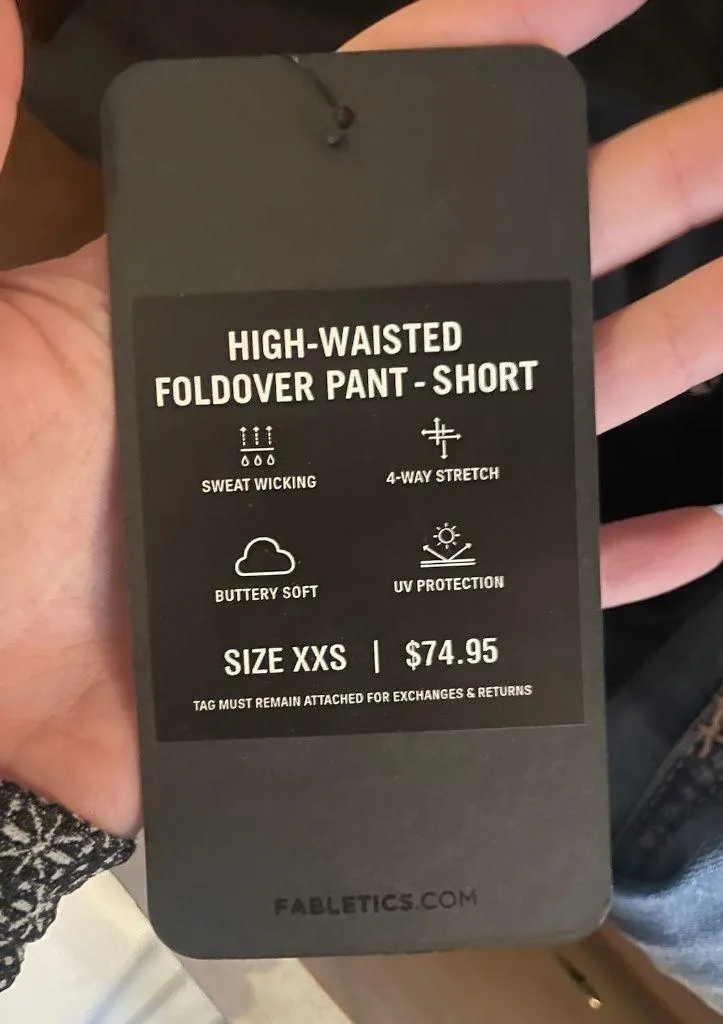 HIGH-WAISTED
FOLDOVER PANT - SHORT
SWEAT WICKING
4-WAY STRETCH
BUTTERY SOFT
UV PROTECTION
SIZE XXS | $74.95
TAG MUST REMAIN ATTACHED FOR EXCHANGES & RETURNS
FABLETICS.COM